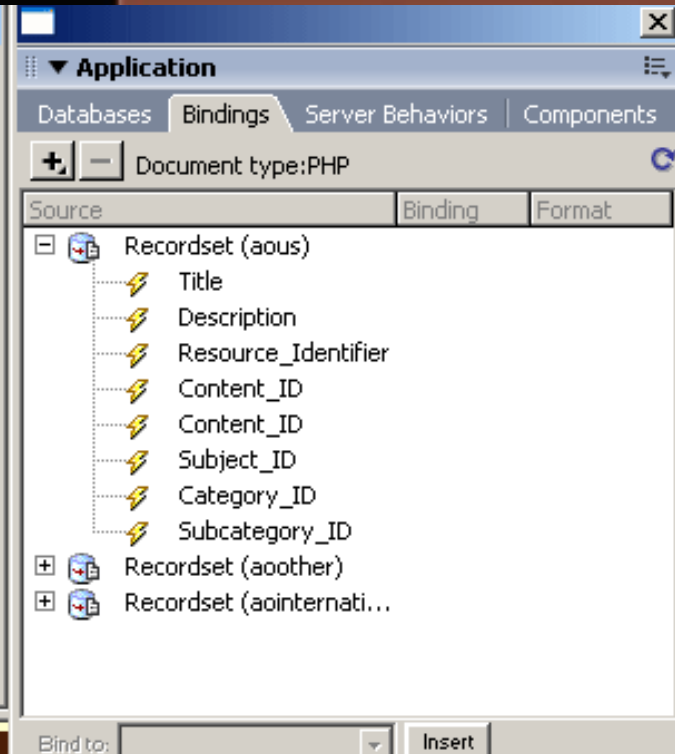 Application
Databases Bindings Server Behaviors Components
Document type:PHP
Source Binding Format
Recordset (aous)
Title
Description
Resource_Identifier
Content_ID
Content_ID
Subject_ID
Category_ID
Subcategory_ID
Recordset (aoother)
Recordset (aointernati...
Bind to: Insert